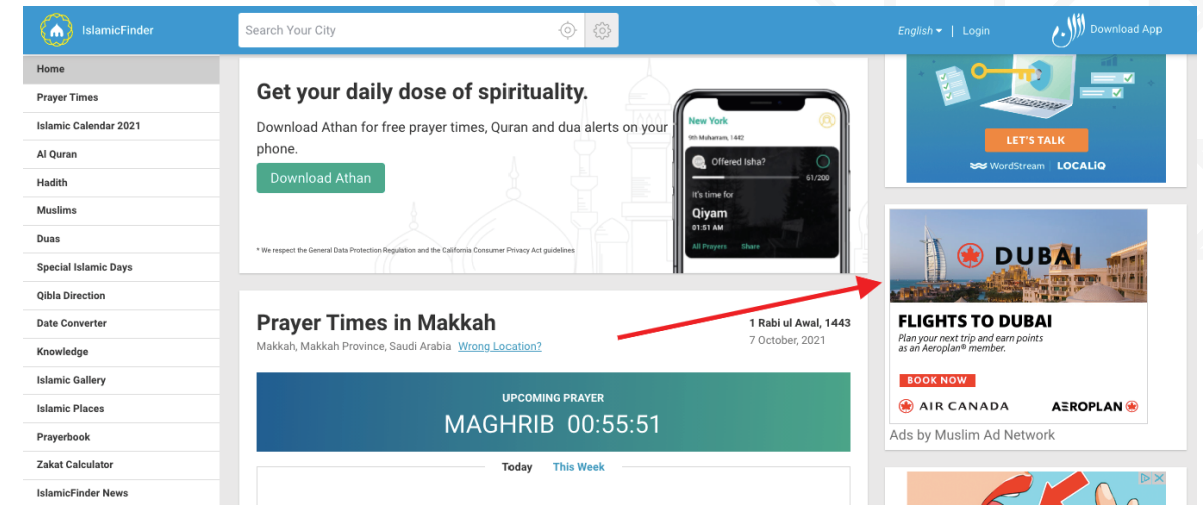 IslamicFinder
Search Your City
English
|
Login
Download App
Home
Prayer Times
Islamic Calendar 2021
Al Quran
Hadith
Muslims
Duas
Special Islamic Days
Qibla Direction
Date Converter
Knowledge
Islamic Gallery
Islamic Places
Prayerbook
Zakat Calculator
IslamicFinder News
Get your daily dose of spirituality.
Download Athan for free prayer times, Quran and dua alerts on your
phone.
Download Athan
* We respect the General Data Protection Regulation and the California Consumer Privacy Act guidelines
New York
9th Muharram, 1442
Offered Isha?
61/200
It's time for
Qiyam
01:51 AM
All Prayers Share
Prayer Times in Makkah
Makkah, Makkah Province, Saudi Arabia Wrong Location?
1 Rabi ul Awal, 1443
7 October, 2021
UPCOMING PRAYER
MAGHRIB 00:55:51
Today This Week
LET'S TALK
WordStream LOCALiQ
DUBAI
FLIGHTS TO DUBAI
Plan your next trip and earn points
as an Aeroplan® member.
BOOK NOW
AIR CANADA AEROPLAN
Ads by Muslim Ad Network